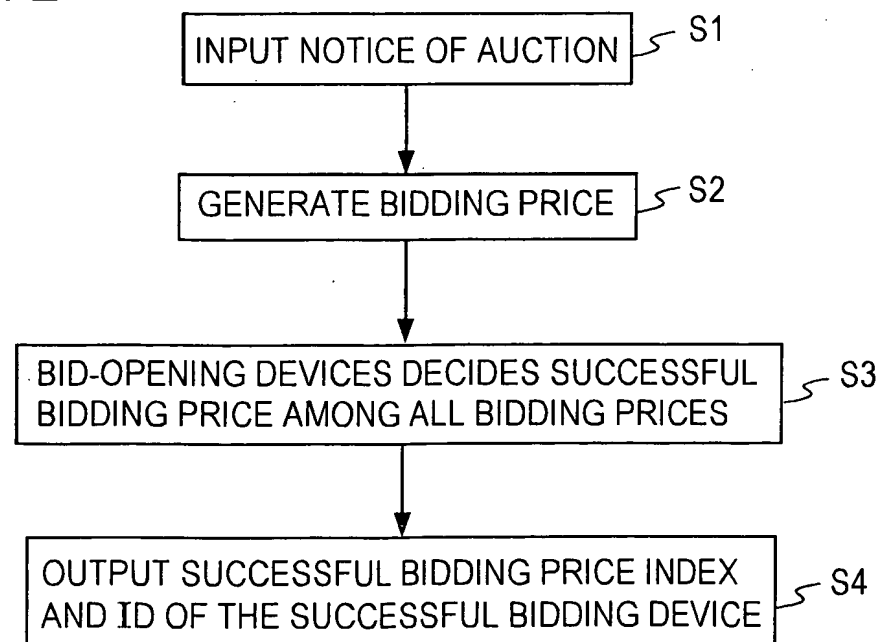 INPUT NOTICE OF AUCTION
S1
GENERATE BIDDING PRICE
S2
BID-OPENING DEVICES DECIDES SUCCESSFUL
BIDDING PRICE AMONG ALL BIDDING PRICES
S3
OUTPUT SUCCESSFUL BIDDING PRICE INDEX
AND ID OF THE SUCCESSFUL BIDDING DEVICE
S4